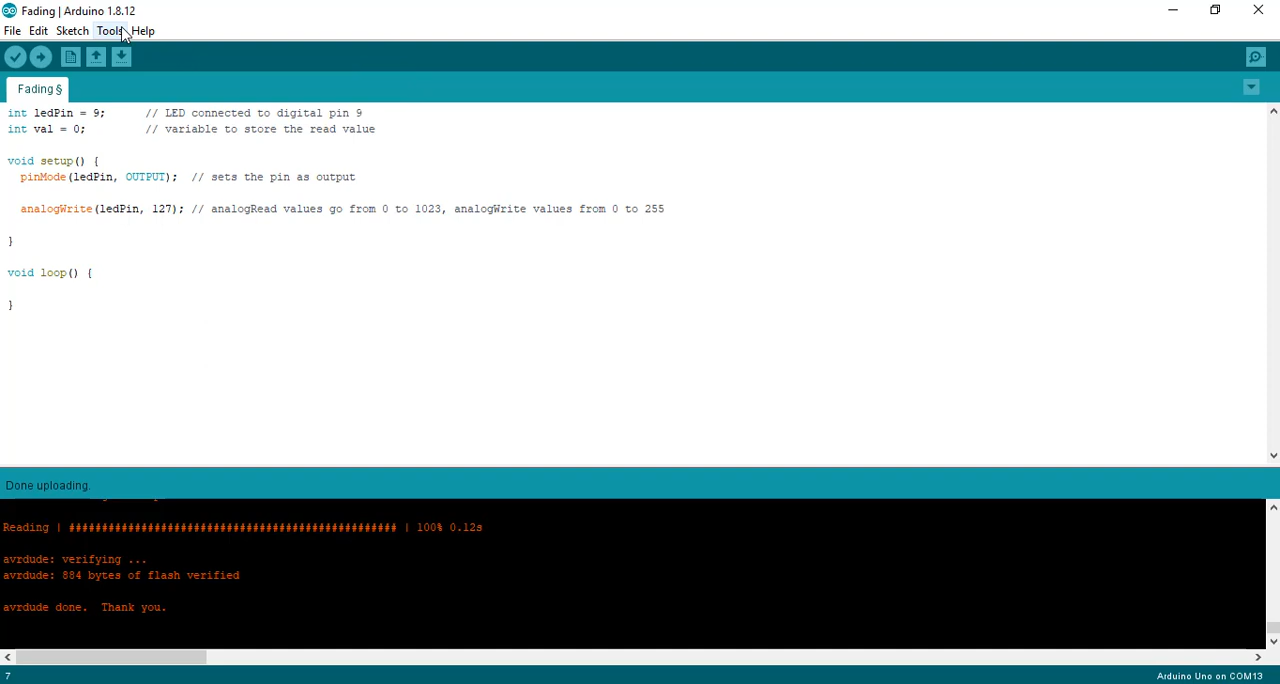 Fading | Arduino 1.8.12
File Edit Sketch Tools Help
Fading §
int ledPin = 9;      // LED connected to digital pin 9
int val = 0;         // variable to store the read value
void setup() {
  pinMode(ledPin, OUTPUT);  // sets the pin as output
  analogWrite(ledPin, 127); // analogRead values go from 0 to 1023, analogWrite values from 0 to 255
}
void loop() {
}
Done uploading.
Reading | ################################################## | 100% 0.12s
avrdude: verifying ...
avrdude: 884 bytes of flash verified
avrdude done.  Thank you.
7
Arduino Uno on COM13